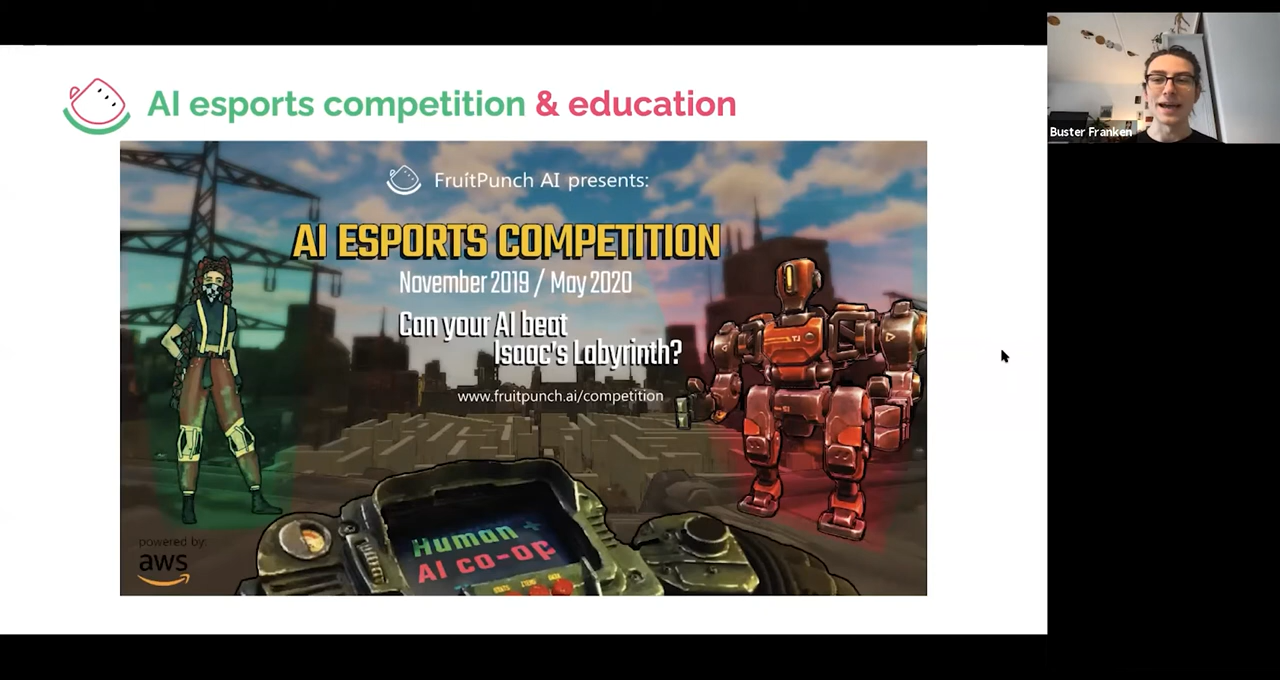 AI esports competition & education
Buster Franken
FruitPunch AI presents:
AI ESPORTS COMPETITION
November 2019 / May 2020
Can your AI beat
Isaac's Labyrinth?
www.fruitpunch.ai/competition
Human +
AI co-op
powered by:
aws